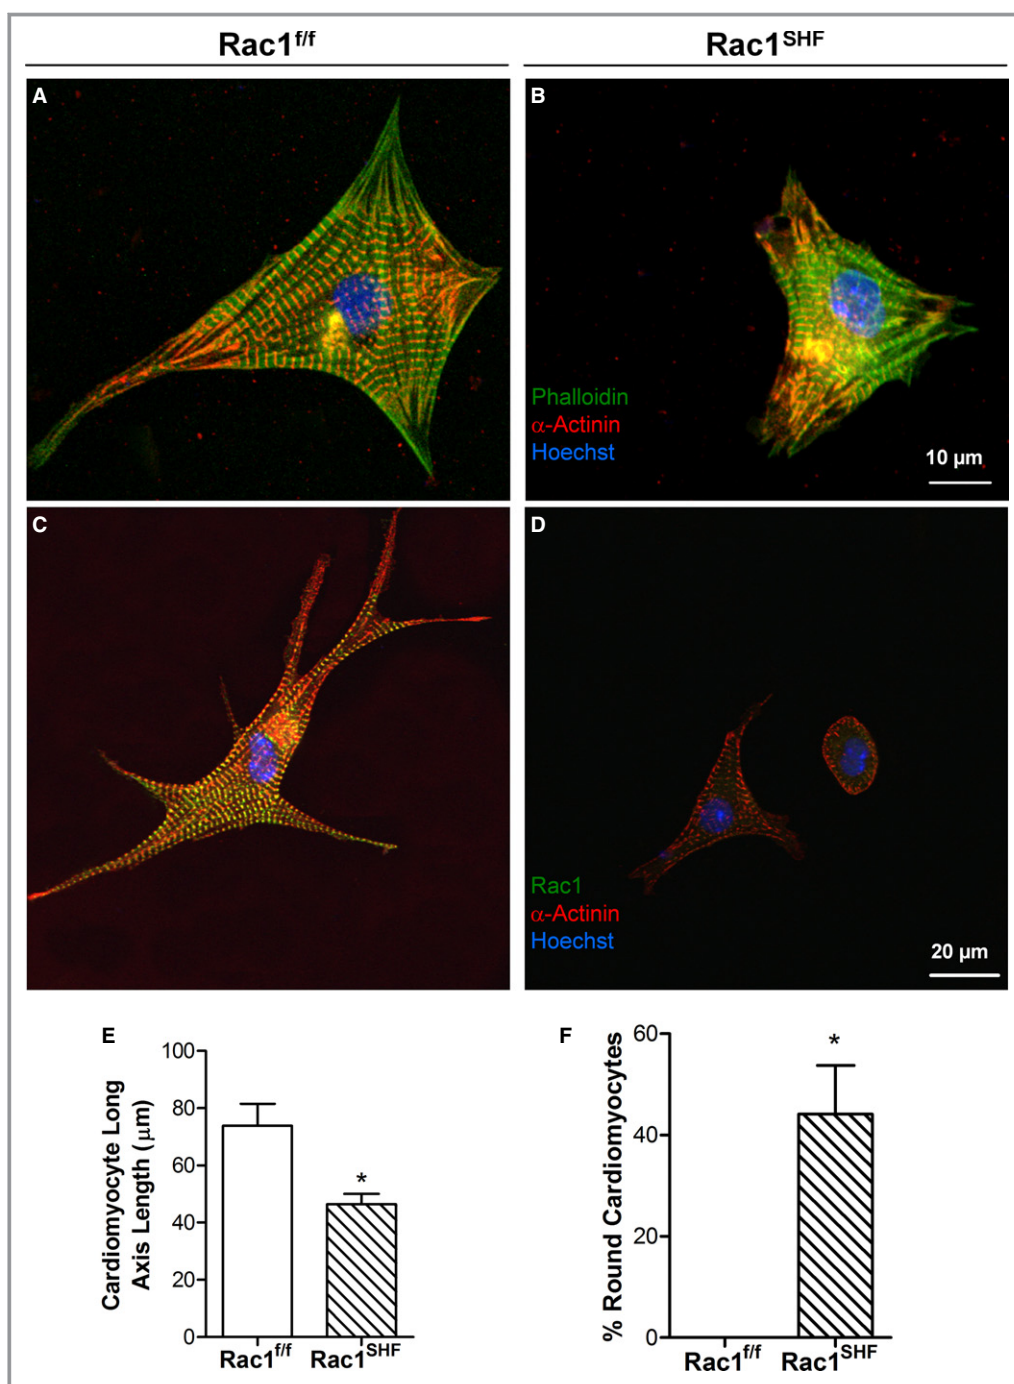 Rac1f/f
Rac1SHF
A
B
Phalloidin
α-Actinin
Hoechst
10 µm
C
D
Rac1
α-Actinin
Hoechst
20 µm
E
Cardiomyocyte Long
Axis Length (µm)
100
80
60
40
20
0
*
Rac1f/f
Rac1SHF
F
% Round Cardiomyocytes
60
40
20
0
*
Rac1f/f
Rac1SHF